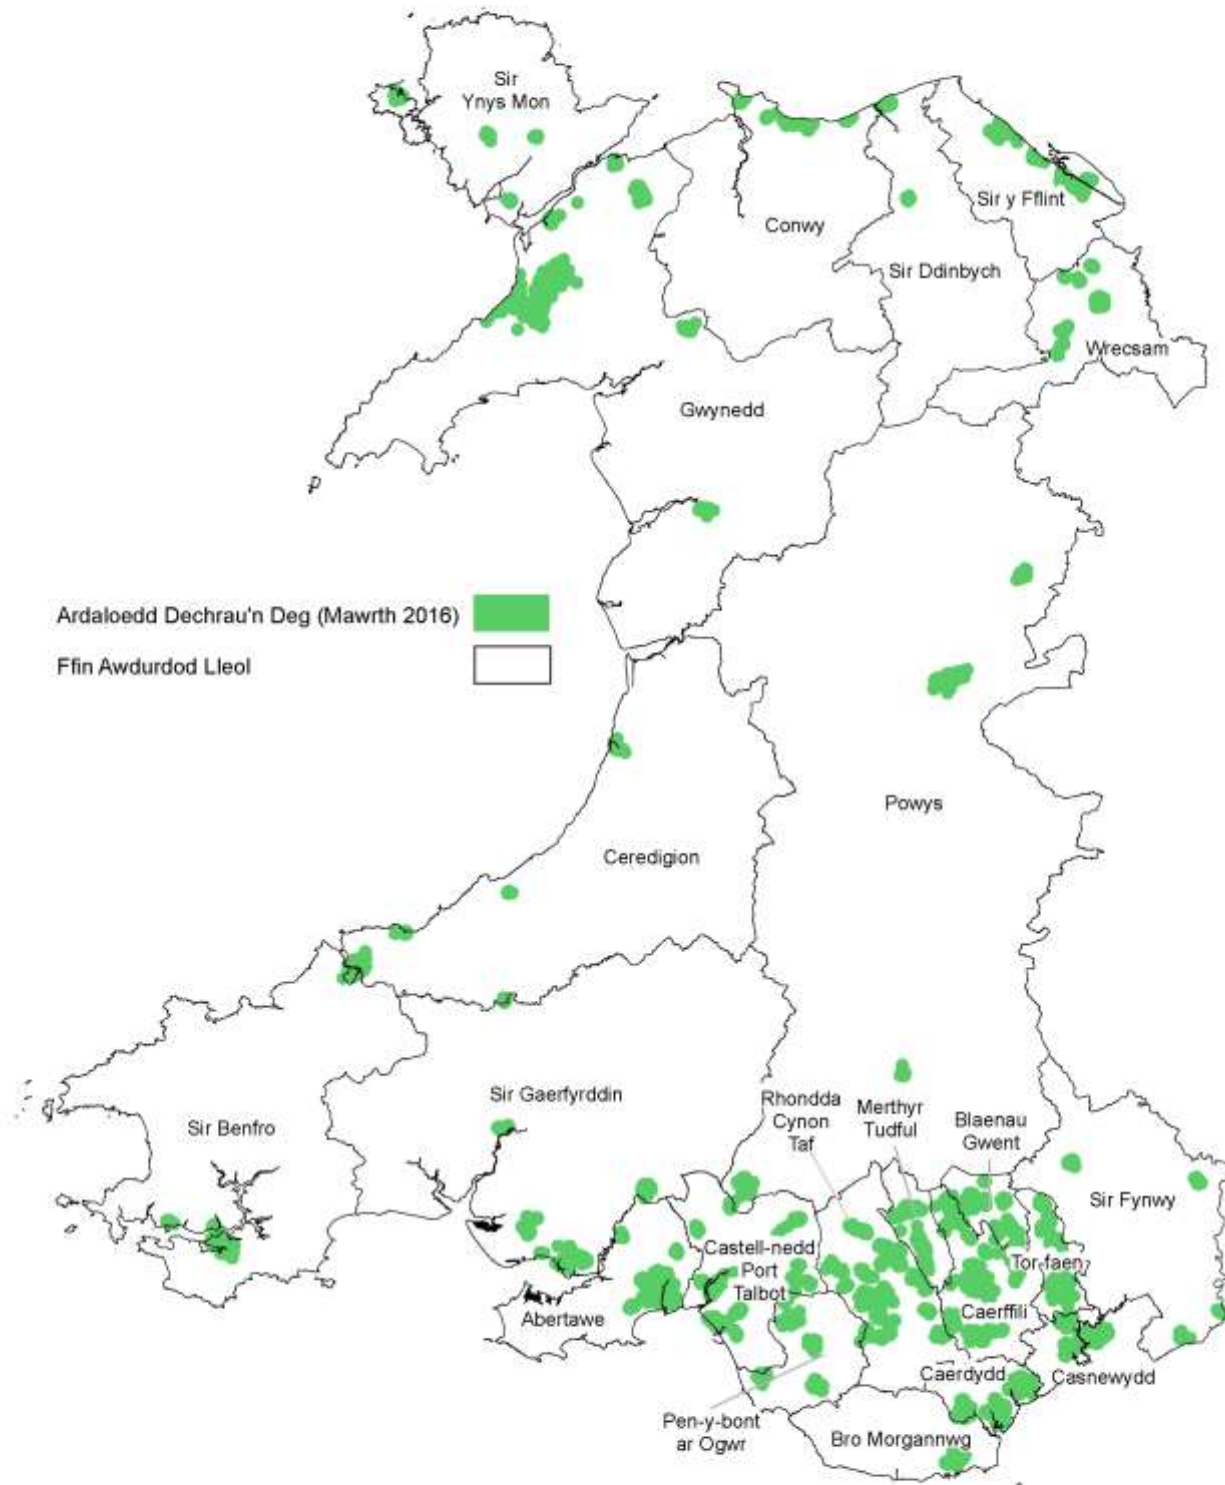 Sir
Ynys Mon
Sir y Fflint
Conwy
Sir Ddinbych
Wrecsam
Gwynedd
Ardaloedd Dechrau'n Deg (Mawrth 2016)
Ffin Awdurdod Lleol
Powys
Ceredigion
Sir Gaerfyrddin
Sir Benfro
Rhondda
Cynon
Taf
Merthyr
Tudful
Blaenau
Gwent
Sir Fynwy
Castell-nedd
Port
Talbot
Tor-faen
Abertawe
Caerffili
Caerdydd
Casnewydd
Pen-y-bont
ar Ogwr
Bro Morgannwg